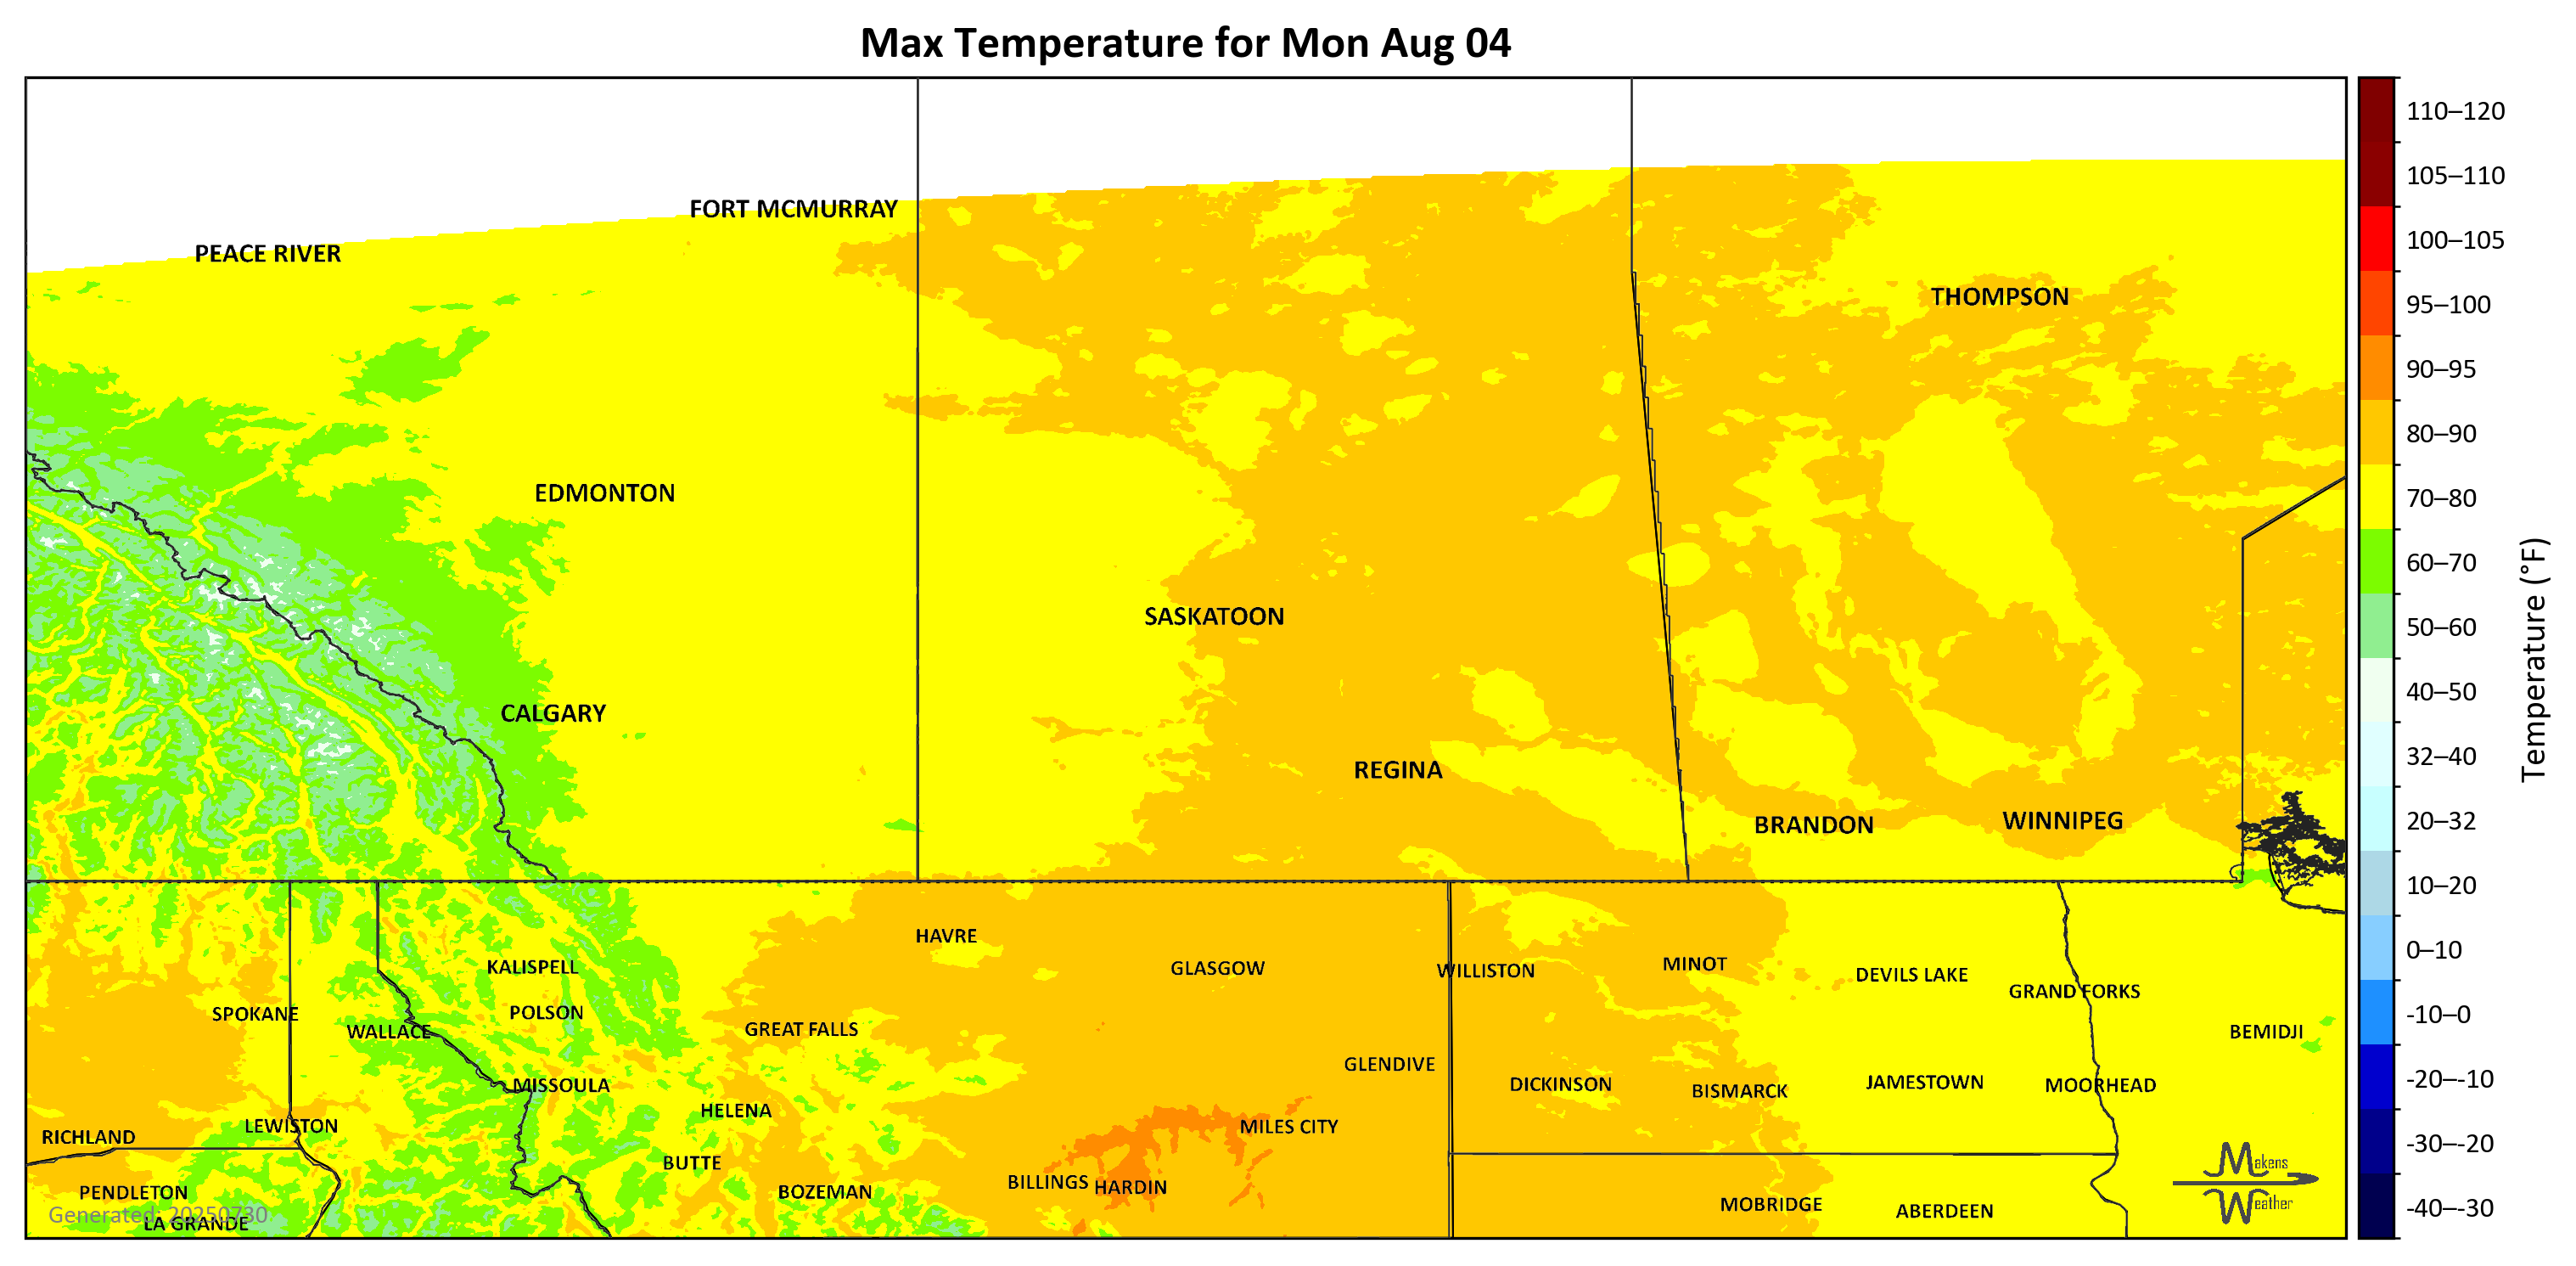 Max Temperature for Mon Aug 04
FORT MCMURRAY
PEACE RIVER
THOMPSON
EDMONTON
SASKATOON
CALGARY
REGINA
BRANDON
WINNIPEG
HAVRE
KALISPELL
GLASGOW
WILLISTON
MINOT
DEVILS LAKE
GRAND FORKS
SPOKANE
POLSON
WALLACE
GREAT FALLS
BEMIDJI
GLENDIVE
MISSOULA
DICKINSON
BISMARCK
JAMESTOWN
MOORHEAD
HELENA
LEWISTON
MILES CITY
RICHLAND
BUTTE
BILLINGS
HARDIN
PENDLETON
BOZEMAN
MOBRIDGE
ABERDEEN
Generated: 20250730
LA GRANDE
Makens
Weather
110–120
105–110
100–105
95–100
90–95
80–90
70–80
60–70
50–60
40–50
32–40
20–32
10–20
0–10
-10–0
-20–-10
-30–-20
-40–-30
Temperature (°F)